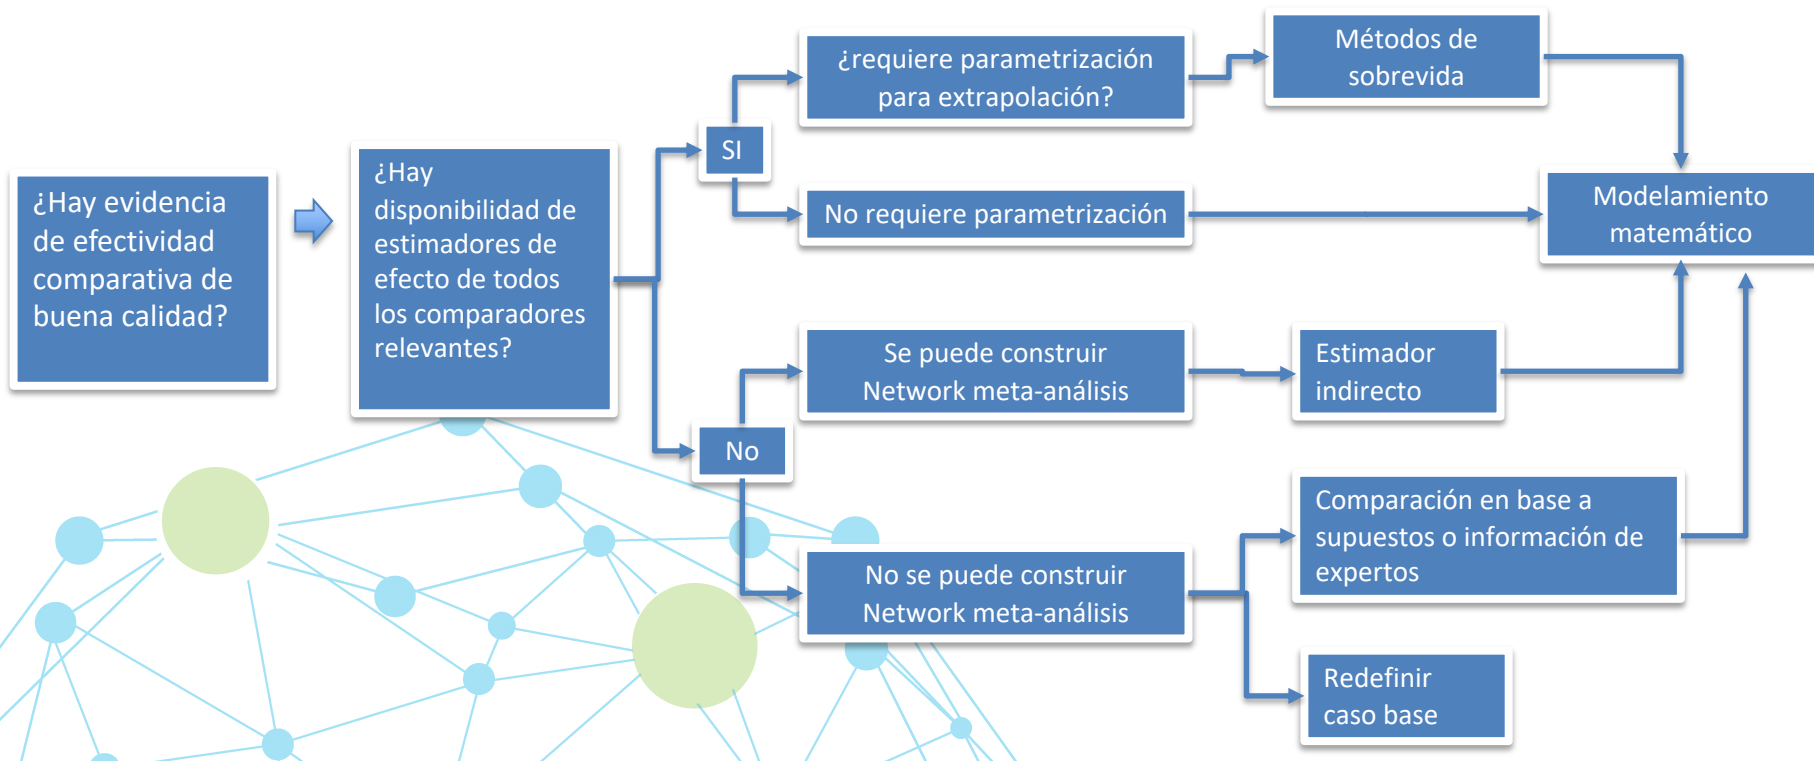 ¿Hay evidencia
de efectividad
comparativa de
buena calidad?
¿Hay
disponibilidad de
estimadores de
efecto de todos
los comparadores
relevantes?
SI
No
¿requiere parametrización
para extrapolación?
No requiere parametrización
Se puede construir
Network meta-análisis
No se puede construir
Network meta-análisis
Métodos de
sobrevida
Estimador
indirecto
Comparación en base a
supuestos o información de
expertos
Redefinir
caso base
Modelamiento
matemático